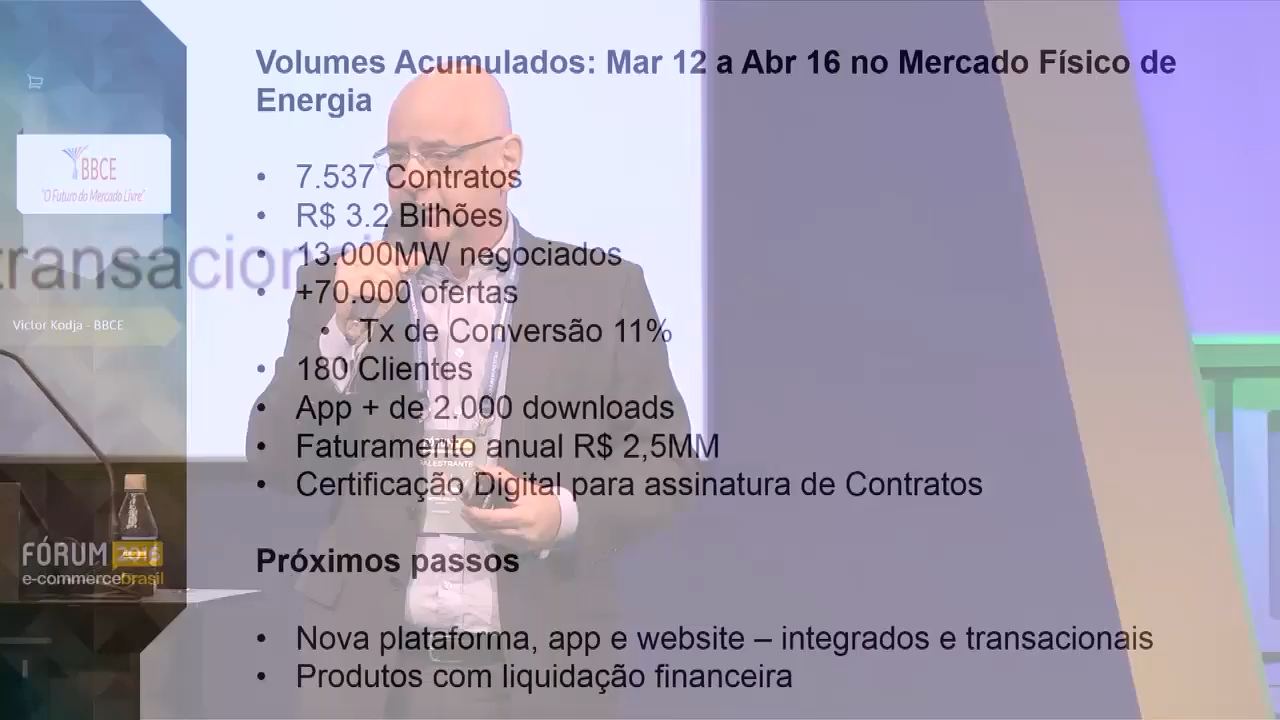 Volumes Acumulados: Mar 12 a Abr 16 no Mercado Físico de
Energia
• 7.537 Contratos
• R$ 3.2 Bilhões
• 13.000MW negociados
• +70.000 ofertas
• Tx de Conversão 11%
• 180 Clientes
• App + de 2.000 downloads
• Faturamento anual R$ 2,5MM
• Certificação Digital para assinatura de Contratos
Próximos passos
• Nova plataforma, app e website – integrados e transacionais
• Produtos com liquidação financeira
BBCE
"O Futuro do Mercado Livre"
Victor Kodja - BBCE
FÓRUM 2016
e-commercebrasil